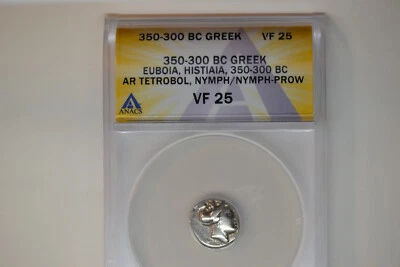 350-300 BC GREEK VF 25
350-300 BC GREEK
EUBOIA, HISTIAIA, 350-300 BC
AR TETROBOL, NYMPH/NYMPH-PROW
VF 25
ANACS